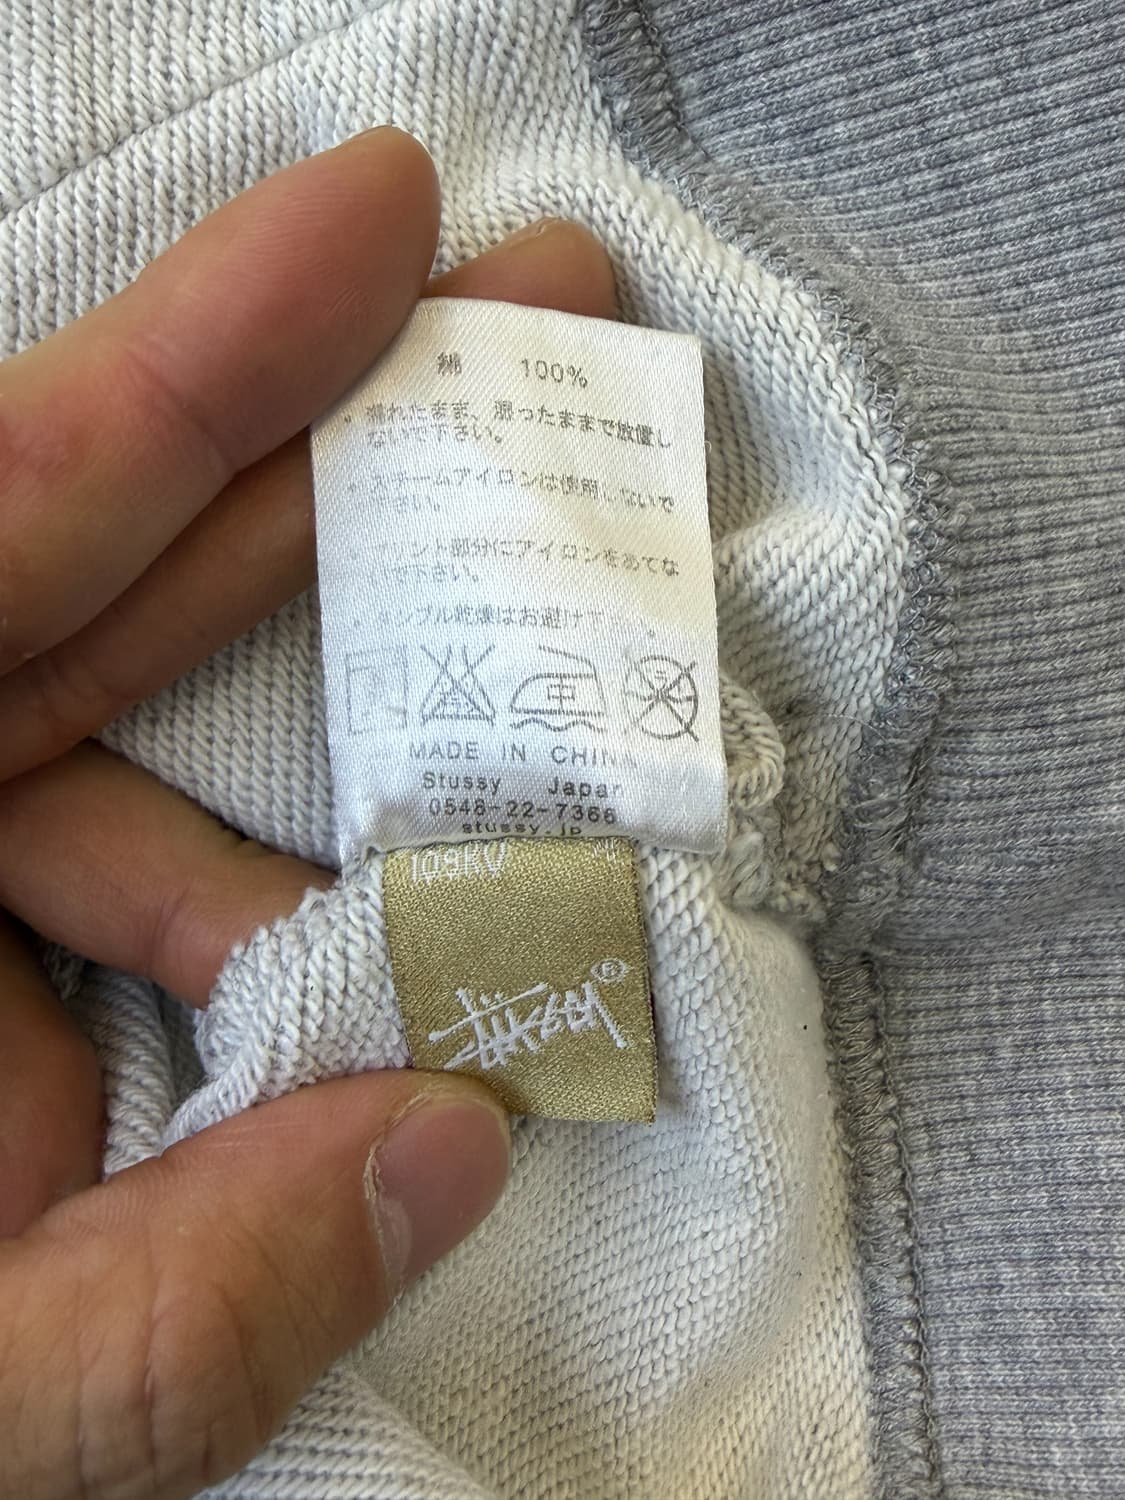 綿 100%
・濡れたまま、湿ったままで放置し
ないで下さい。
・スチームアイロンは使用しないで
下さい。
・プリント部分にアイロンをあてな
いで下さい。
・タンブル乾燥はお避け下さい。
中
MADE IN CHINA
Stussy Japan
0548-22-7366
stussy.jp
Stüssy®